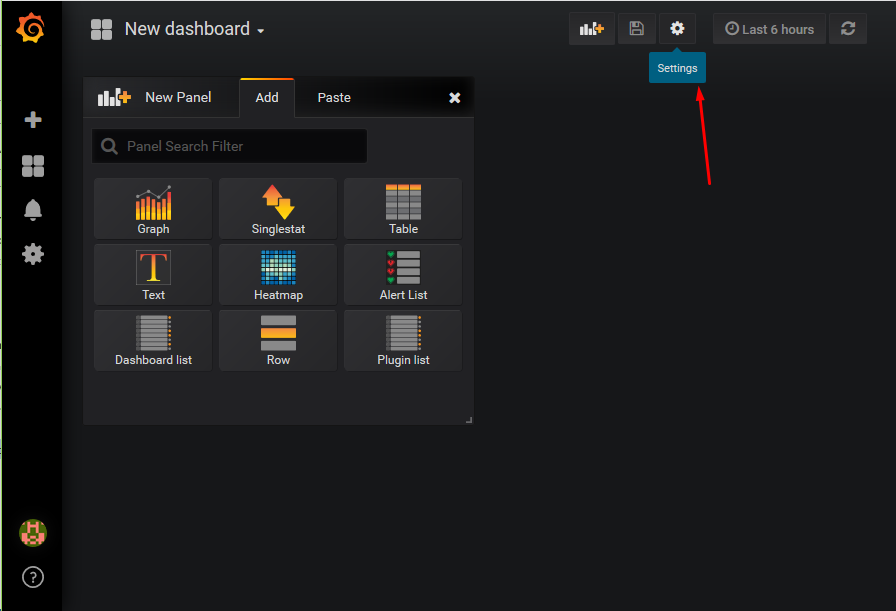 New dashboard
Last 6 hours
Settings
New Panel
Add
Paste
Panel Search Filter
Graph
Singlestat
Table
Text
Heatmap
Alert List
Dashboard list
Row
Plugin list